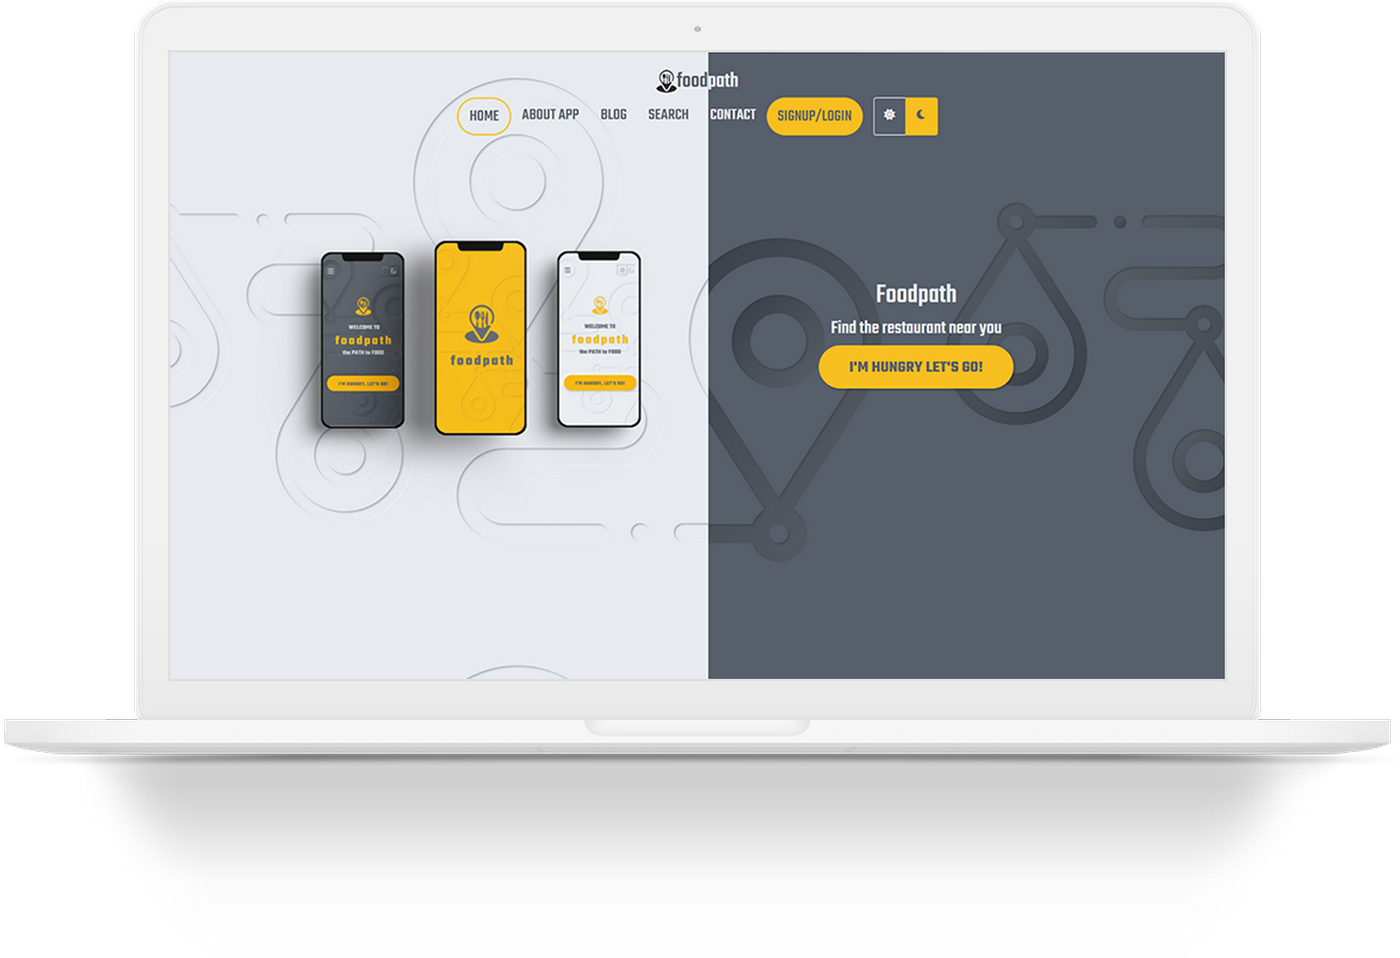 foodpath
HOME ABOUT APP BLOG SEARCH CONTACT SIGNUP/LOGIN
WELCOME TO
foodpath
the PATH to FOOD
I'M HUNGRY, LET'S GO!
foodpath
WELCOME TO
foodpath
the PATH to FOOD
I'M HUNGRY, LET'S GO!
Foodpath
Find the restaurant near you
I'M HUNGRY LET'S GO!